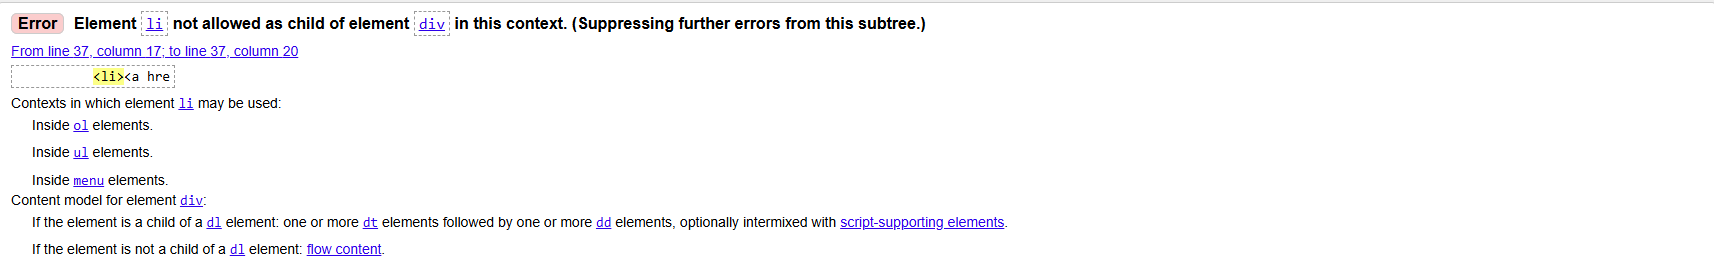 Error Element li not allowed as child of element div in this context. (Suppressing further errors from this subtree.)
From line 37, column 17; to line 37, column 20
<li><a hre
Contexts in which element li may be used:
Inside ol elements.
Inside ul elements.
Inside menu elements.
Content model for element div:
If the element is a child of a dl element: one or more dt elements followed by one or more dd elements, optionally intermixed with script-supporting elements.
If the element is not a child of a dl element: flow content.